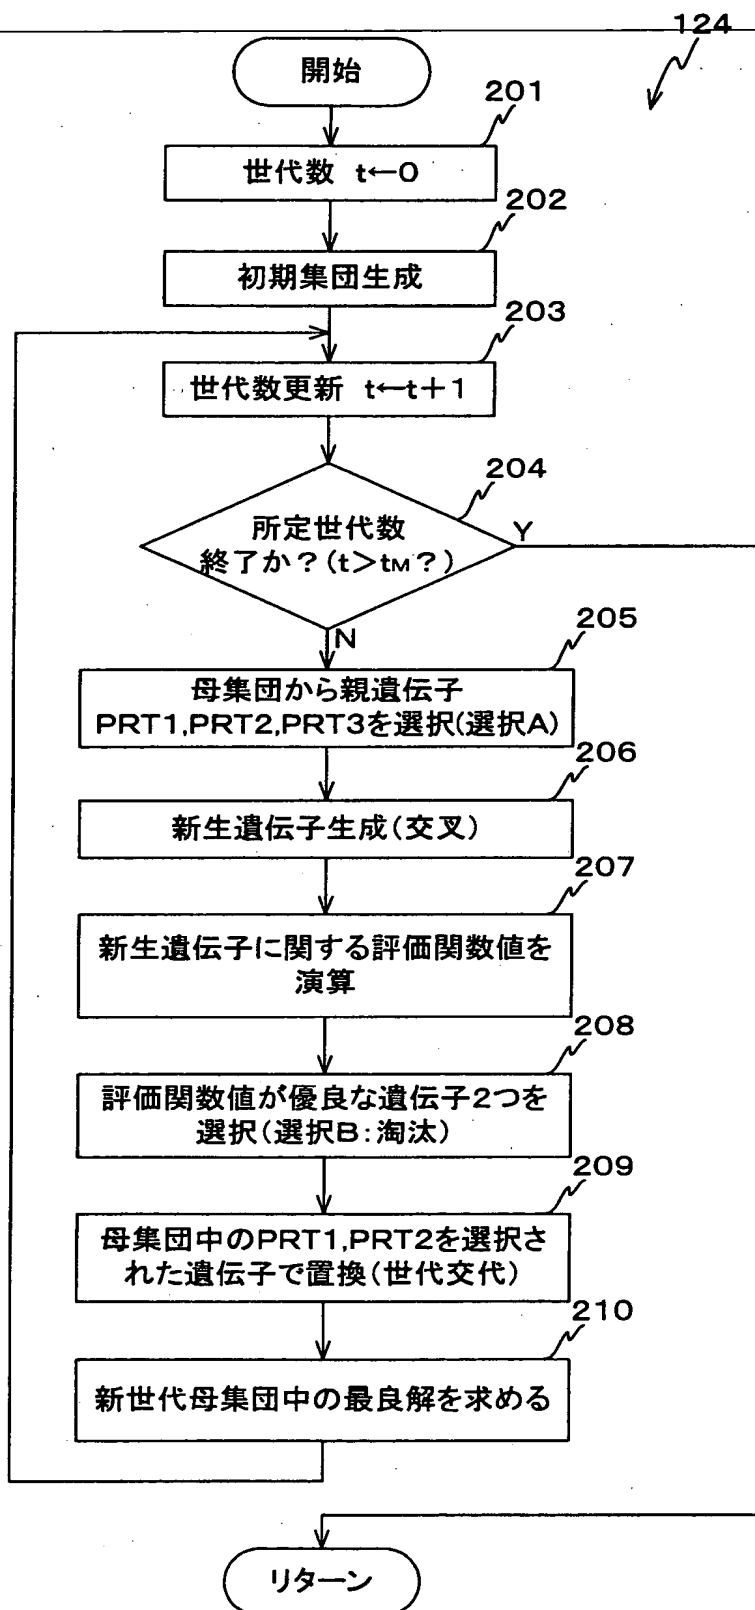 124
開始
201
世代数 t←0
202
初期集団生成
203
世代数更新 t←t+1
204
所定世代数
終了か？(t>tM？)
Y
N
205
母集団から親遺伝子
PRT1,PRT2,PRT3を選択(選択A)
206
新生遺伝子生成(交叉)
207
新生遺伝子に関する評価関数値を
演算
208
評価関数値が優良な遺伝子2つを
選択(選択B:淘汰)
209
母集団中のPRT1,PRT2を選択さ
れた遺伝子で置換(世代交代)
210
新世代母集団中の最良解を求める
リターン